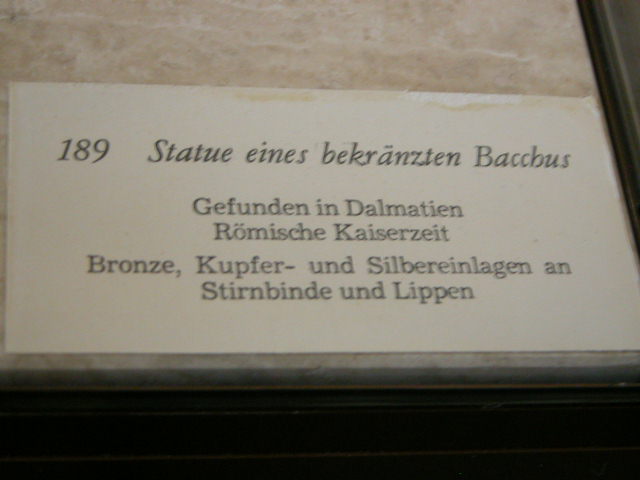 189 Statue eines bekränzten Bacchus
Gefunden in Dalmatien
Römische Kaiserzeit
Bronze, Kupfer- und Silbereinlagen an
Stirnbinde und Lippen